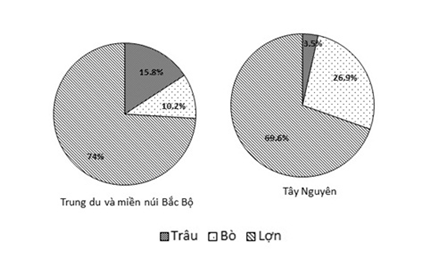 3.5%
15.8%
26.9%
10.2%
69.6%
74%
Trung du và miền núi Bắc Bộ
Tây Nguyên
Trâu Bò Lợn